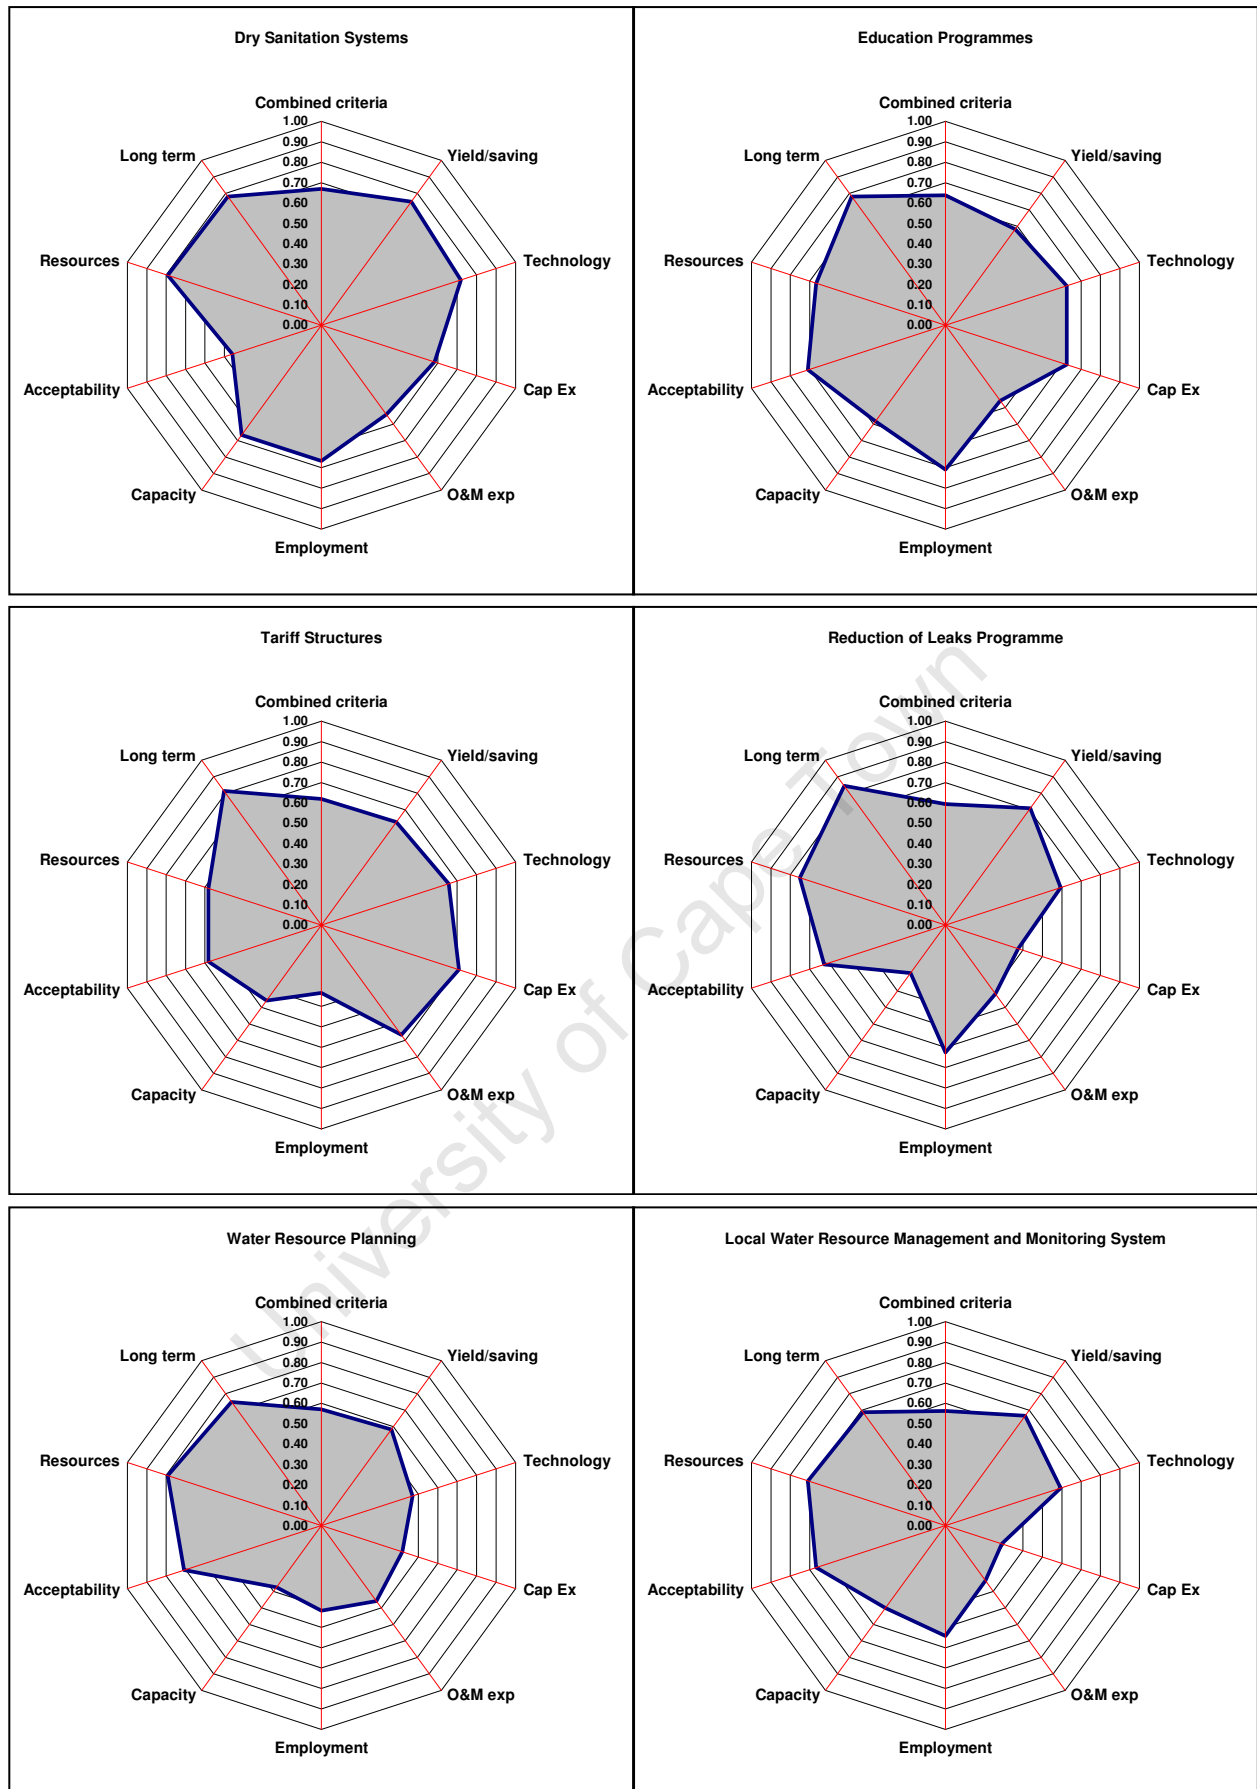 Dry Sanitation Systems
Combined criteria
1.00
0.90
0.80
0.70
0.60
0.50
0.40
0.30
0.20
0.10
0.00
Yield/saving
Technology
Cap Ex
O&M exp
Employment
Capacity
Acceptability
Resources
Long term
Education Programmes
Combined criteria
1.00
0.90
0.80
0.70
0.60
0.50
0.40
0.30
0.20
0.10
0.00
Yield/saving
Technology
Cap Ex
O&M exp
Employment
Capacity
Acceptability
Resources
Long term
Tariff Structures
Combined criteria
1.00
0.90
0.80
0.70
0.60
0.50
0.40
0.30
0.20
0.10
0.00
Yield/saving
Technology
Cap Ex
O&M exp
Employment
Capacity
Acceptability
Resources
Long term
Reduction of Leaks Programme
Combined criteria
1.00
0.90
0.80
0.70
0.60
0.50
0.40
0.30
0.20
0.10
0.00
Yield/saving
Technology
Cap Ex
O&M exp
Employment
Capacity
Acceptability
Resources
Long term
Water Resource Planning
Combined criteria
1.00
0.90
0.80
0.70
0.60
0.50
0.40
0.30
0.20
0.10
0.00
Yield/saving
Technology
Cap Ex
O&M exp
Employment
Capacity
Acceptability
Resources
Long term
Local Water Resource Management and Monitoring System
Combined criteria
1.00
0.90
0.80
0.70
0.60
0.50
0.40
0.30
0.20
0.10
0.00
Yield/saving
Technology
Cap Ex
O&M exp
Employment
Capacity
Acceptability
Resources
Long term
University of Cape Town